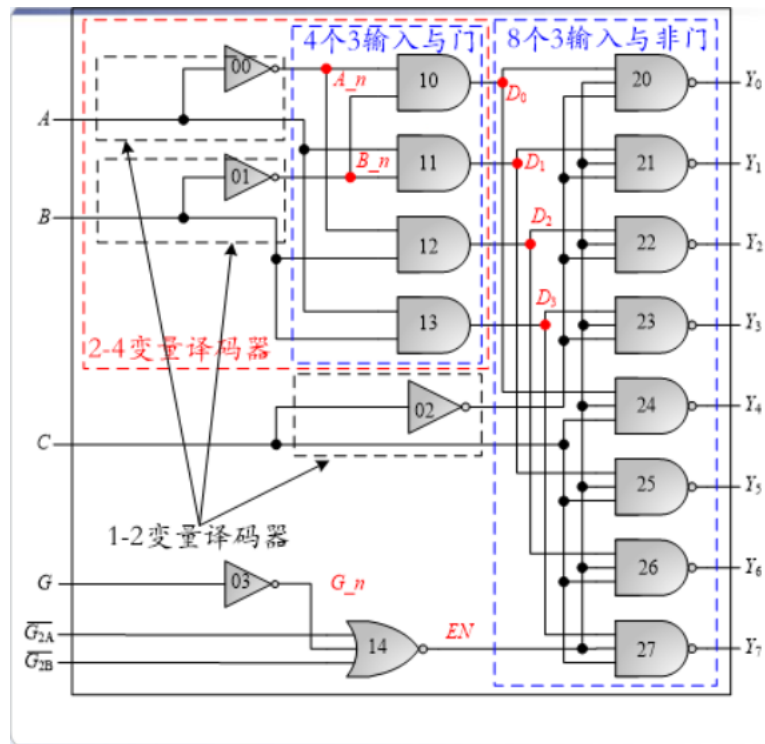 4个3输入与门
8个3输入与非门
00
A_n
10
D₀
20
Y₀
A
01
B_n
11
D₁
21
Y₁
B
12
D₂
22
Y₂
13
D₃
23
Y₃
2-4变量译码器
02
24
Y₄
C
25
Y₅
1-2变量译码器
G
03
G_n
26
Y₆
G̅2A
14
EN
27
Y₇
G̅2B